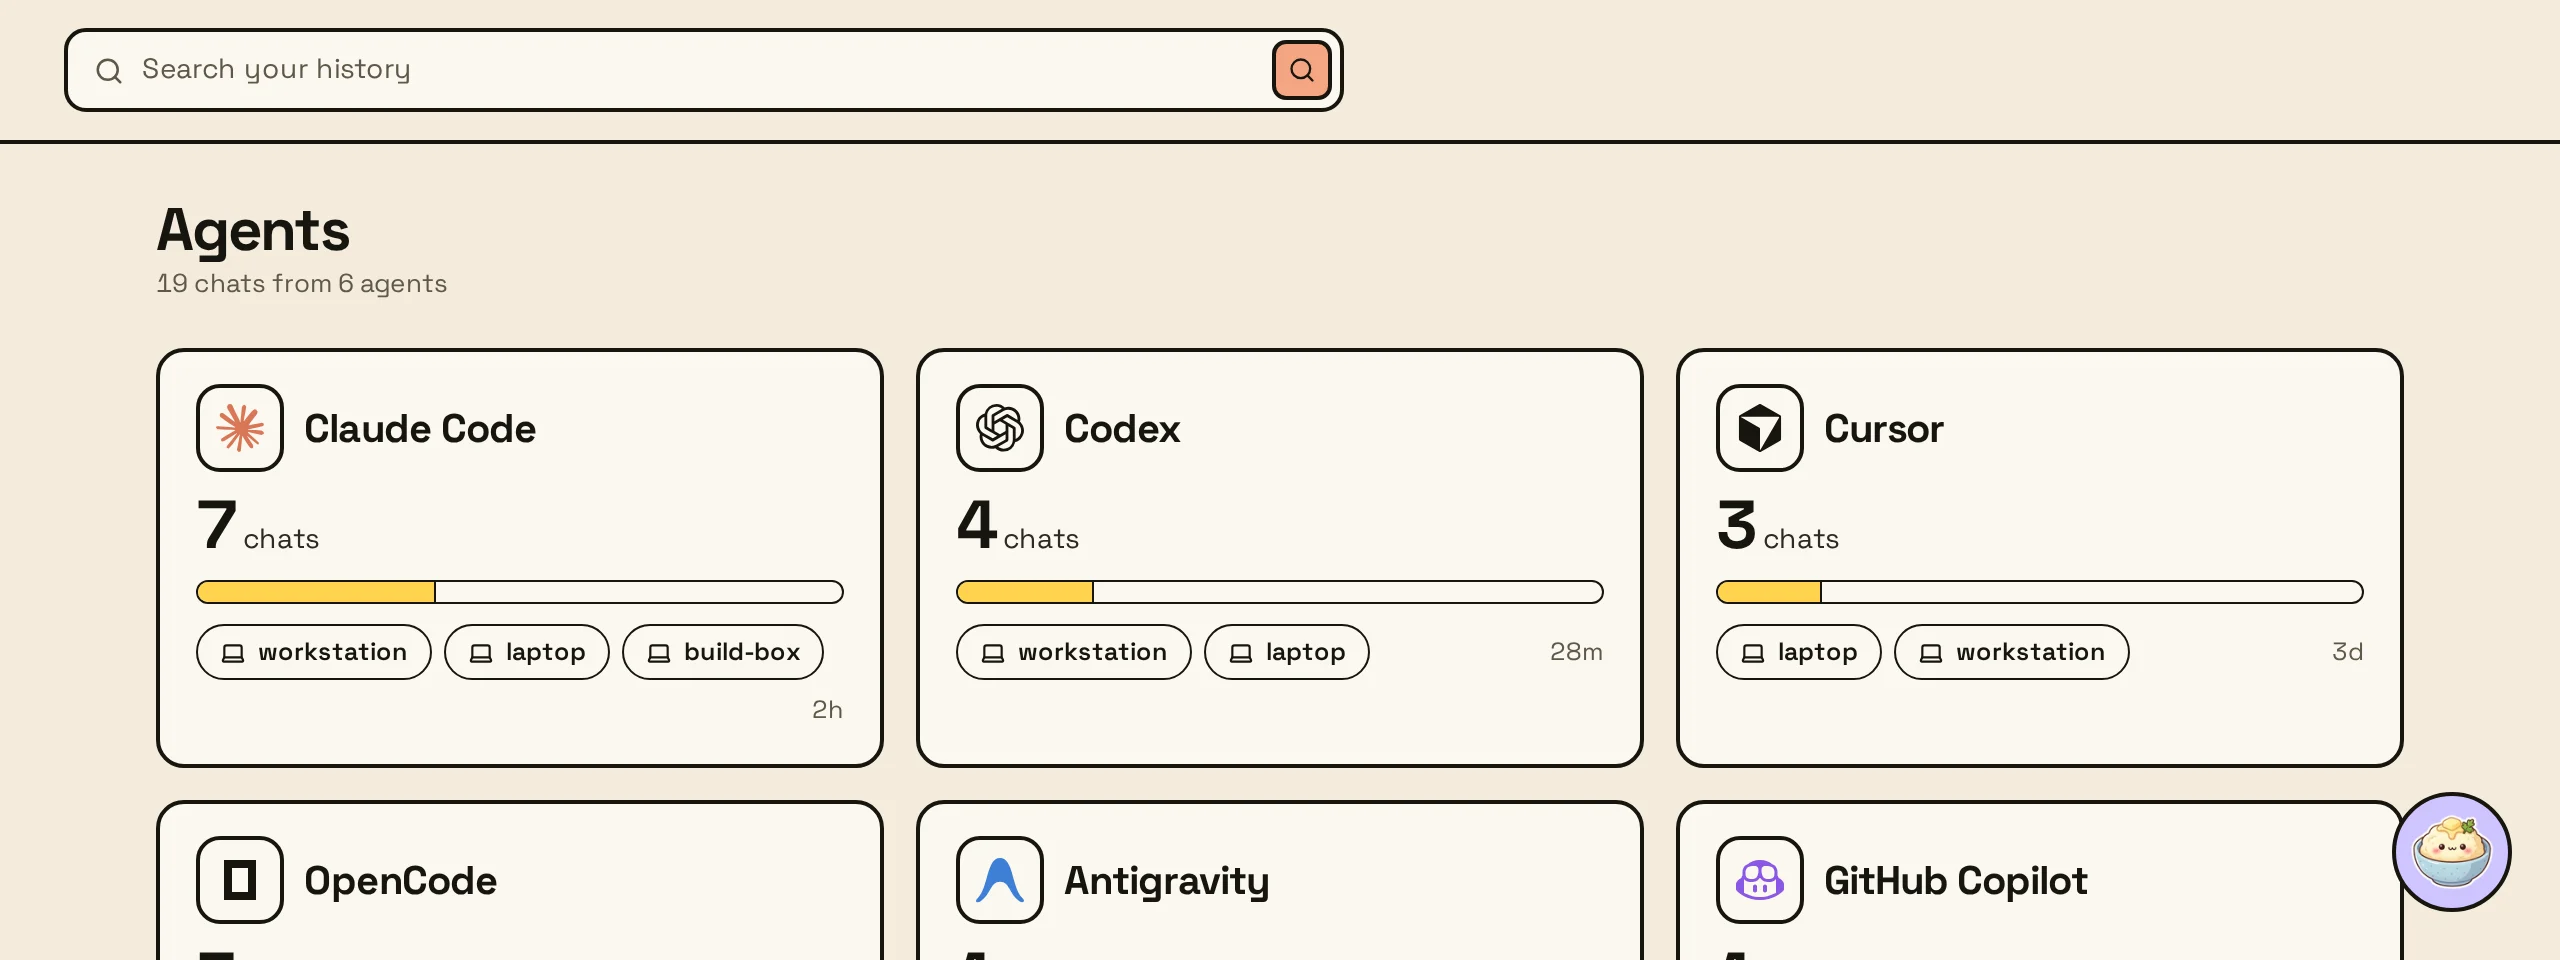 Search your history
Agents
19 chats from 6 agents
Claude Code
7 chats
workstation laptop build-box
2h
Codex
4 chats
workstation laptop 28m
Cursor
3 chats
laptop workstation 3d
OpenCode
Antigravity
GitHub Copilot